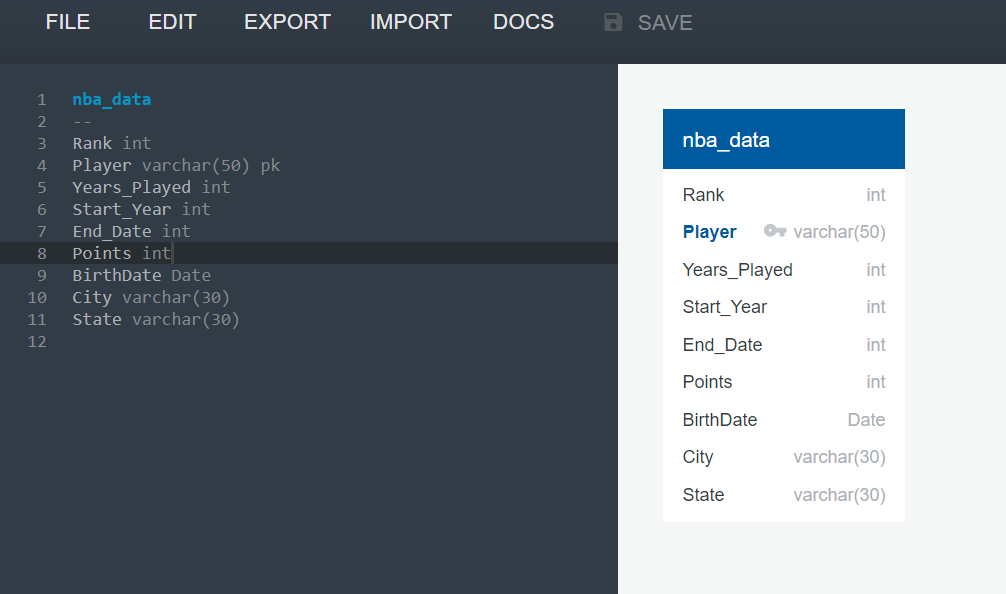 FILE EDIT EXPORT IMPORT DOCS SAVE
1 nba_data
2 --
3 Rank int
4 Player varchar(50) pk
5 Years_Played int
6 Start_Year int
7 End_Date int
8 Points int
9 BirthDate Date
10 City varchar(30)
11 State varchar(30)
12
nba_data
Rank int
Player varchar(50)
Years_Played int
Start_Year int
End_Date int
Points int
BirthDate Date
City varchar(30)
State varchar(30)